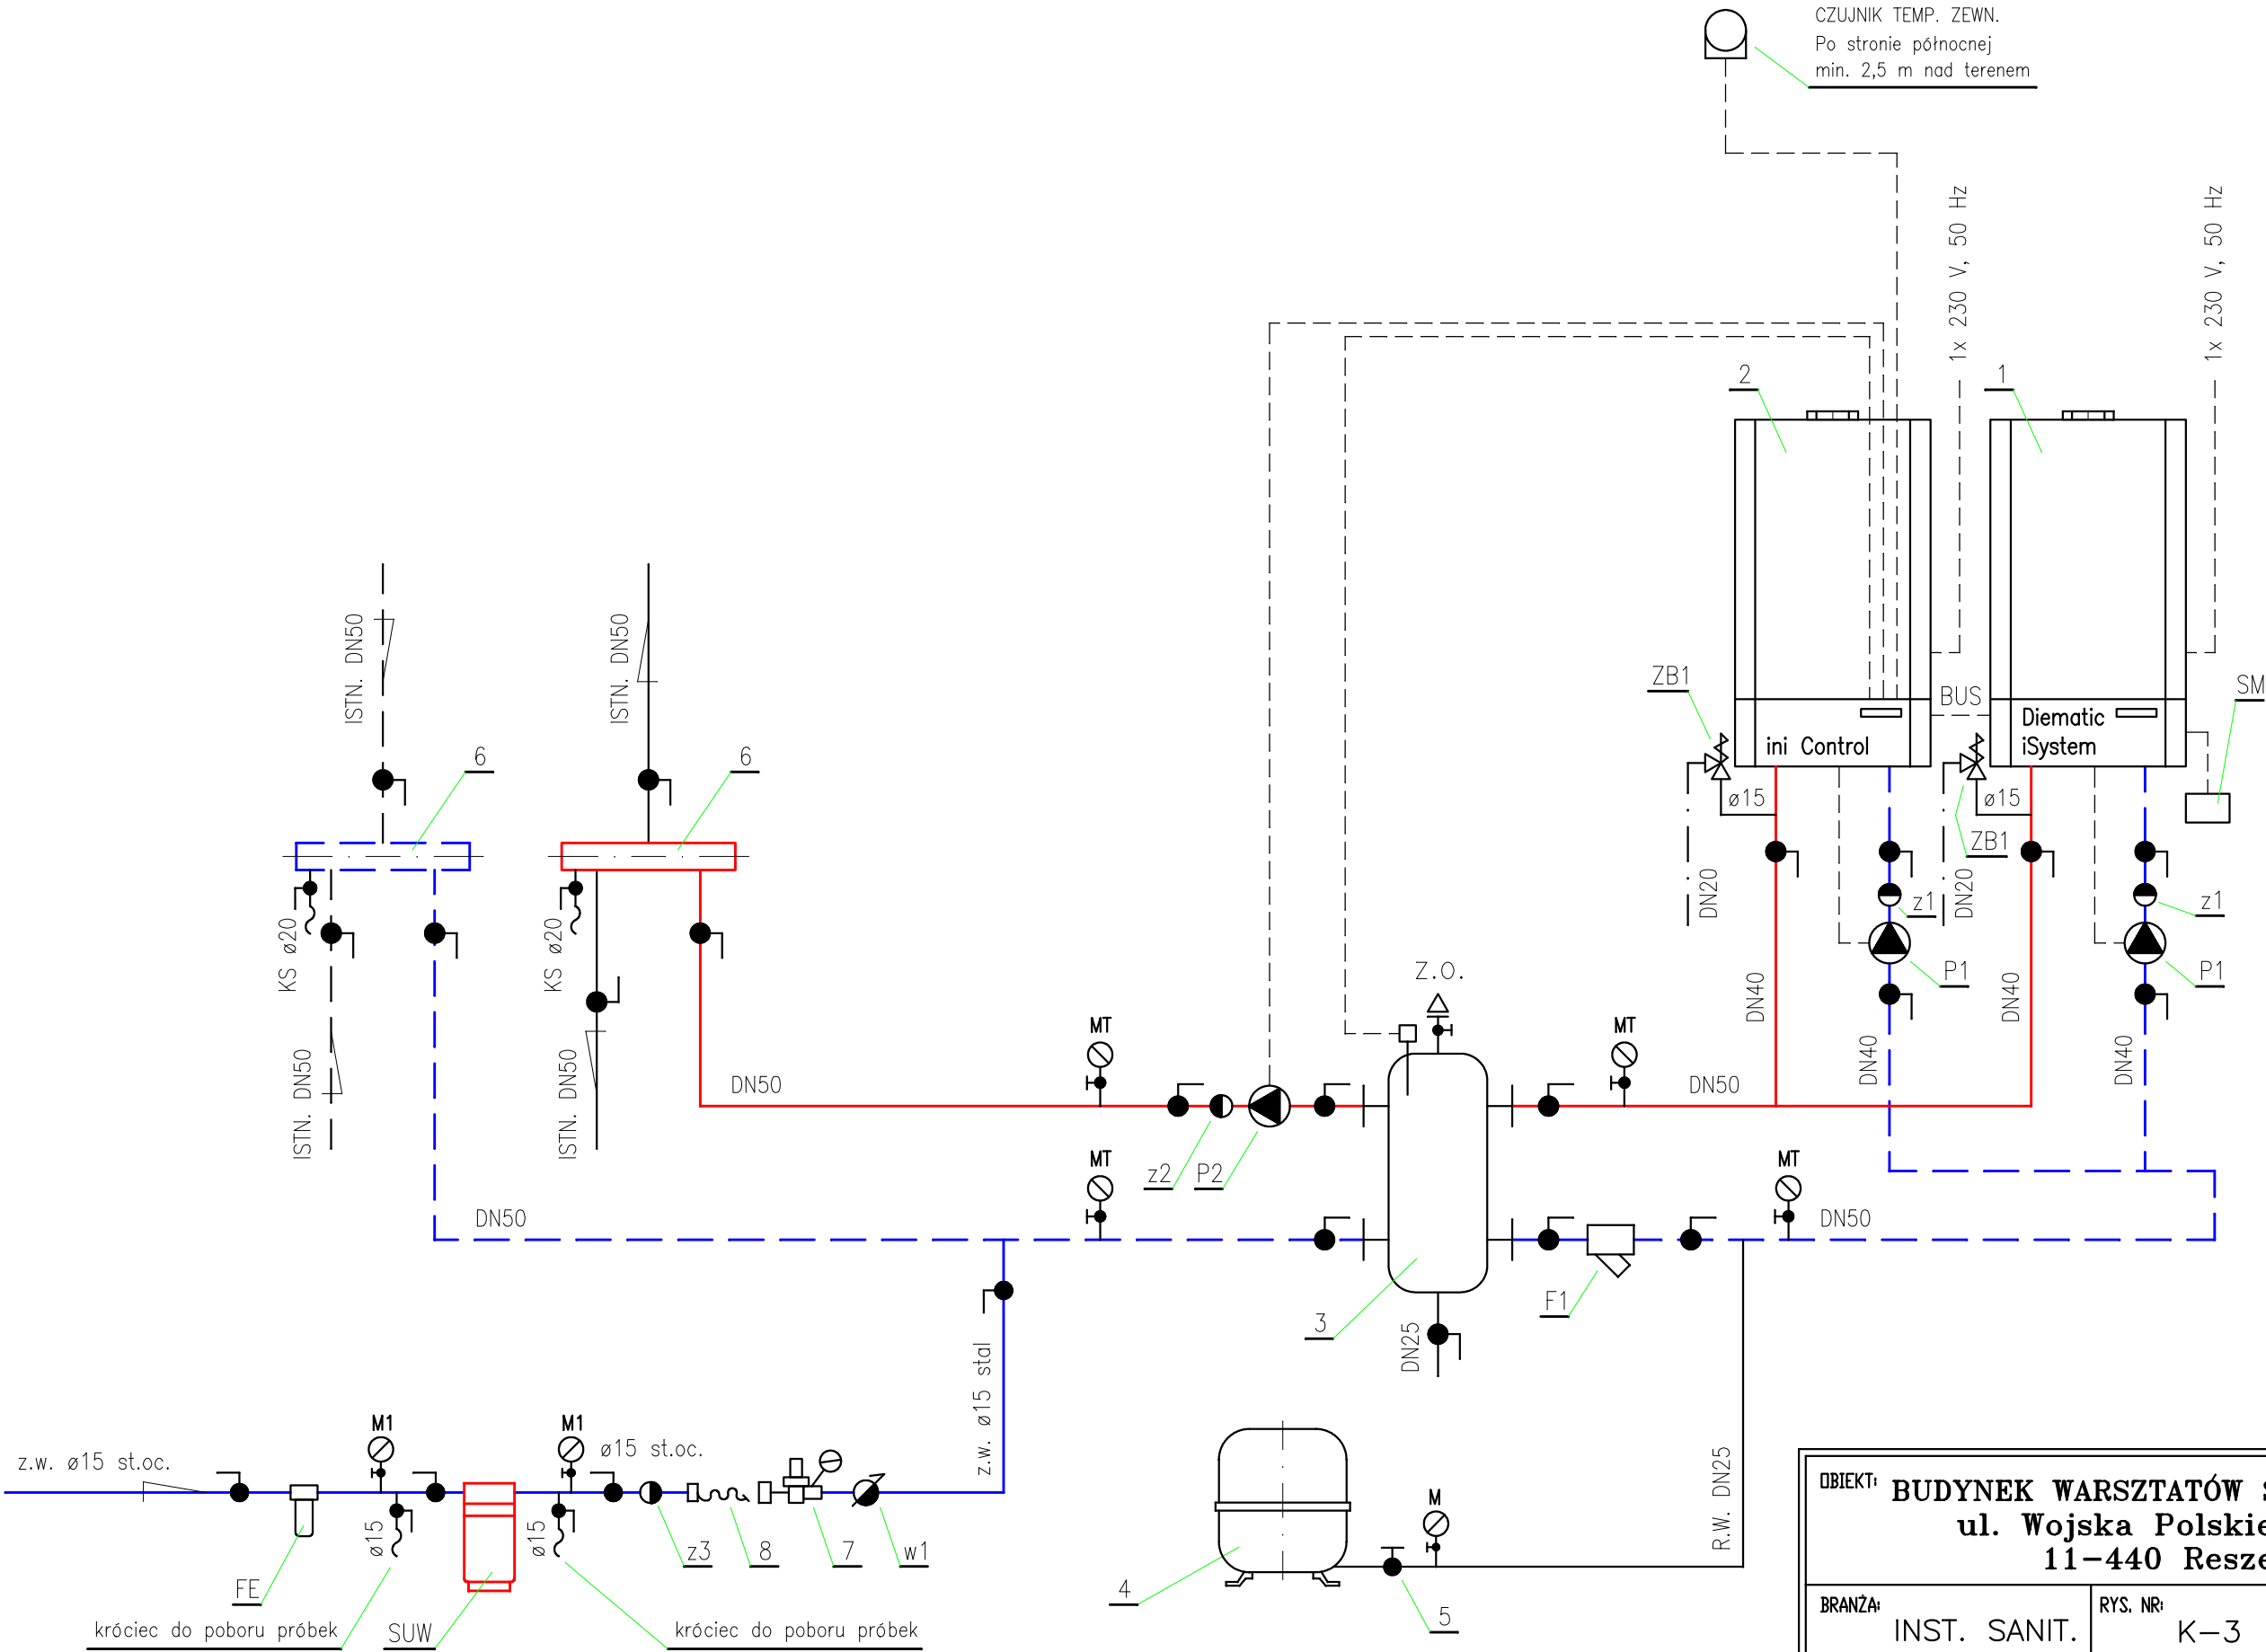 CZUJNIK TEMP. ZEWN.
Po stronie północnej
min. 2,5 m nad terenem
1x 230 V, 50 Hz
1x 230 V, 50 Hz
2
1
ISTN. DN50
ISTN. DN50
ZB1
BUS
SM
Diematic
iSystem
ini Control
6
6
ø15
ø15
ZB1
DN20
DN20
z1
z1
KS ø20
KS ø20
P1
P1
Z.O.
DN40
DN40
DN40
DN40
MT
MT
ISTN. DN50
ISTN. DN50
DN50
DN50
z2
P2
MT
MT
DN50
DN50
F1
3
DN25
z.w. ø15 stal
M1
M1
z.w. ø15 st.oc.
ø15 st.oc.
ø15
ø15
R.W. DN25
M
FE
z3
8
7
w1
4
5
króciec do poboru próbek
SUW
króciec do poboru próbek
OBIEKT:
BUDYNEK WARSZTATÓW
ul. Wojska Polskie
11-440 Resze
BRANŻA:
INST. SANIT.
RYS. NR:
K-3